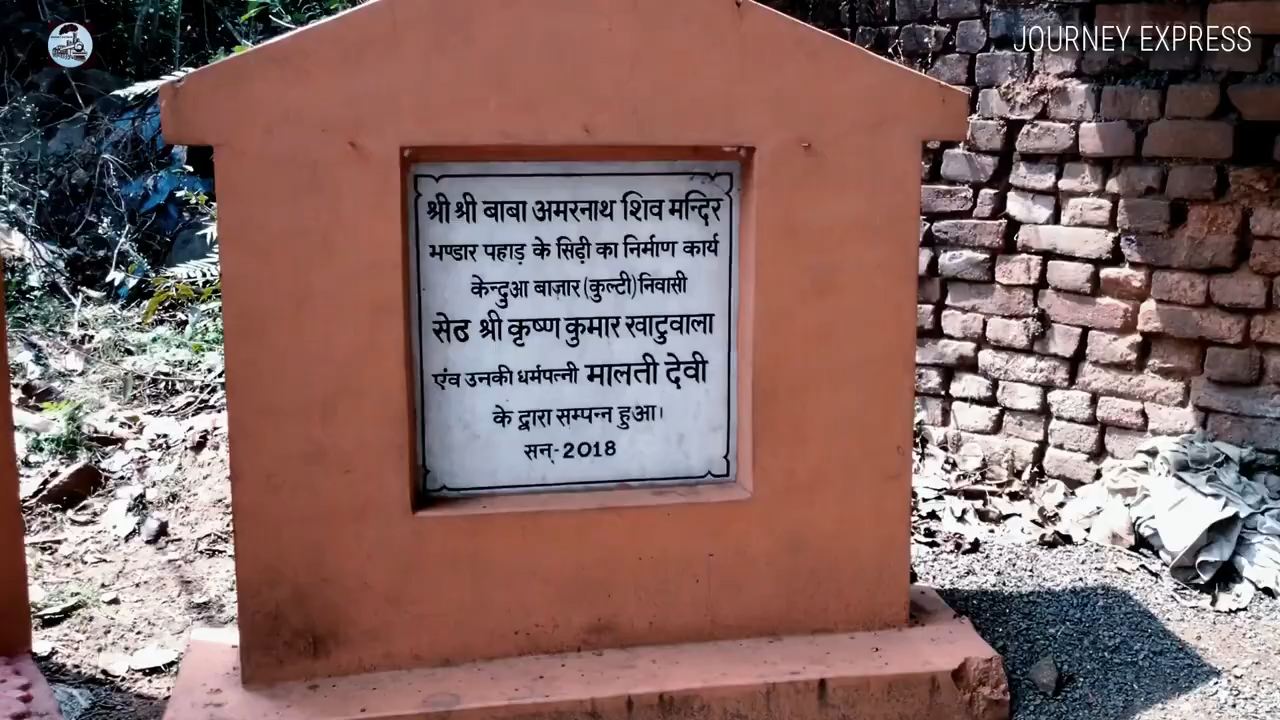 JOURNEY EXPRESS
श्री श्री बाबा अमरनाथ शिव मन्दिर
भण्डार पहाड़ के सिढ़ी का निर्माण कार्य
केन्दुआ बाजार (कुल्टी) निवासी
सेठ श्री कृष्ण कुमार खाटुवाला
एंव उनकी धर्मपत्नी मालती देवी
के द्वारा सम्पन्न हुआ।
सन्-2018